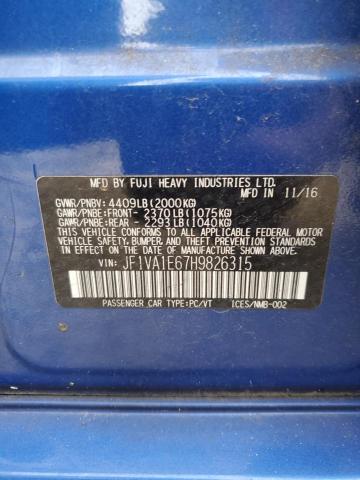 MFD BY FUJI HEAVY INDUSTRIES LTD.
MFD IN 11/16
GVWR/PNBV: 4409LB(2000KG)
GAWR/PNBE:FRONT- 2370LB(1075KG)
GAWR/PNBE:REAR - 2293LB(1040KG)
THIS VEHICLE CONFORMS TO ALL APPLICABLE FEDERAL MOTOR
VEHICLE SAFETY, BUMPER, AND THEFT PREVENTION STANDARDS
IN EFFECT ON THE DATE OF MANUFACTURE SHOWN ABOVE.
VIN: JF1VA1E67H9826315
PASSENGER CAR TYPE:PC/VT ICES/NMB-002